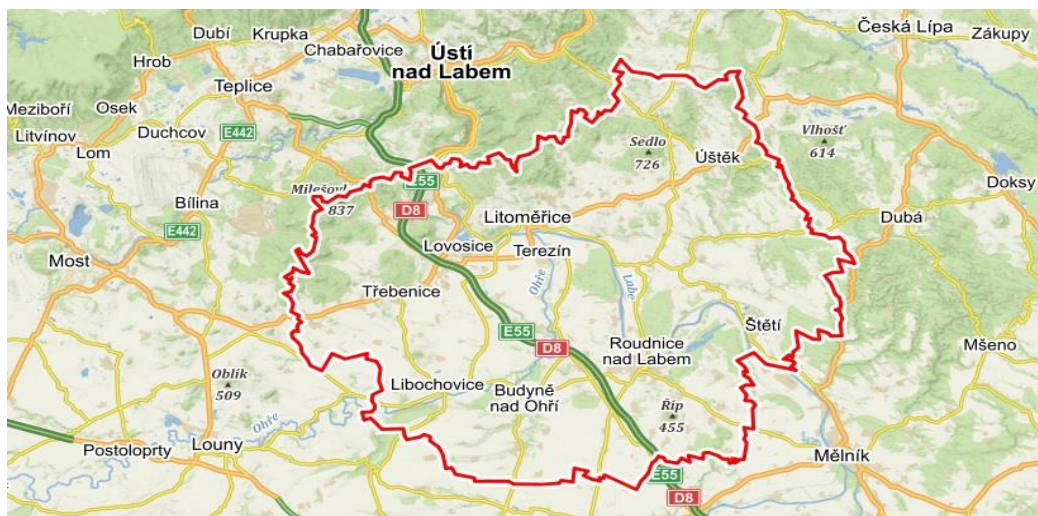 Dubí
Krupka
Chabařovice
Ústí
nad Labem
Česká Lípa
Zákupy
Hrob
Teplice
Meziboří
Osek
Litvínov
Duchcov
Lom
E442
Sedlo
726
Vlhošť
614
Úštěk
Doksy
Bílina
Milešov
837
E55
D8
Litoměřice
Dubá
E442
Most
Lovosice
Terezín
Ohře
Labe
Třebenice
E55
D8
Štětí
Roudnice
nad Labem
Mšeno
Oblík
509
Libochovice
Budyně
nad Ohří
Říp
455
Ohře
Postoloprty
Louny
Mělník
E55
D8